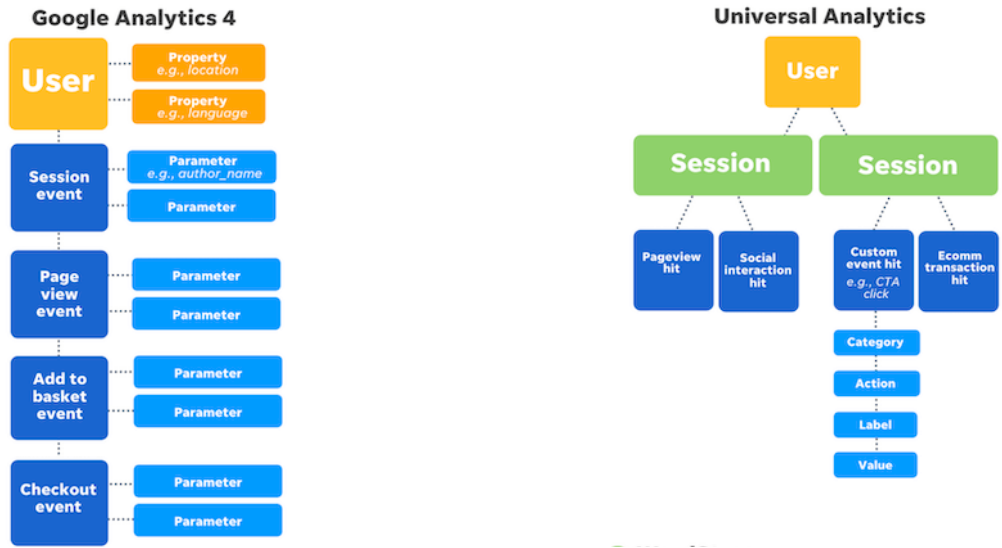 Google Analytics 4
User
Property
e.g., location
Property
e.g., language
Session
event
Parameter
e.g., author_name
Parameter
Page
view
event
Parameter
Parameter
Add to
basket
event
Parameter
Parameter
Checkout
event
Parameter
Parameter
Universal Analytics
User
Session
Session
Pageview
hit
Social
interaction
hit
Custom
event hit
e.g., CTA
click
Ecomm
transaction
hit
Category
Action
Label
Value